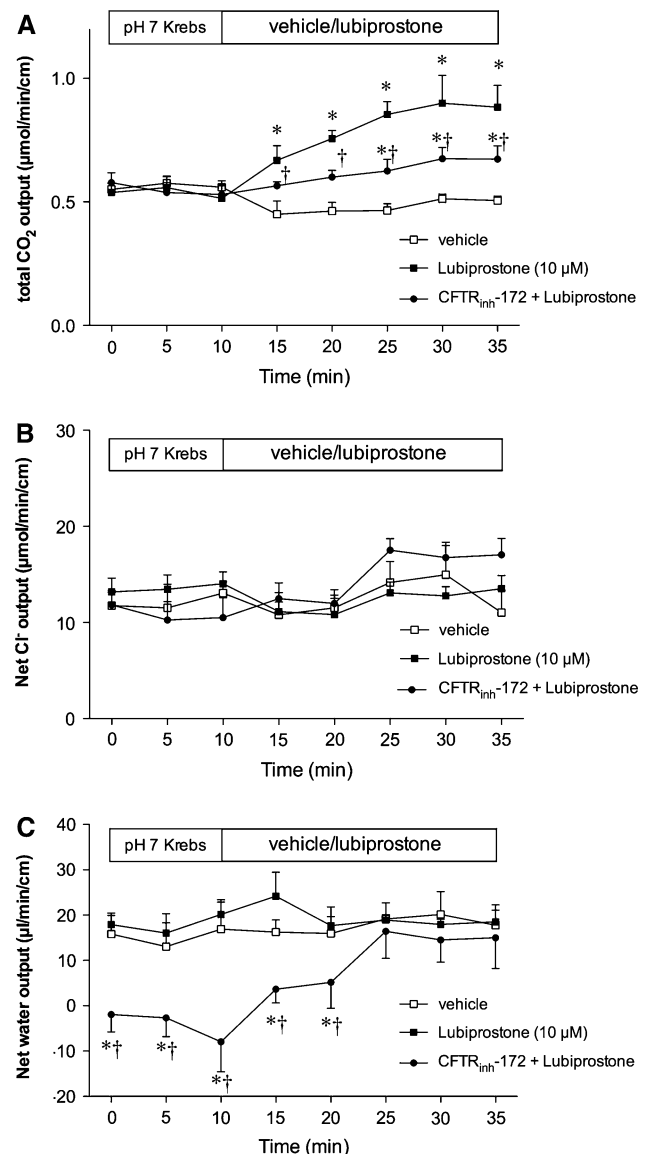 A
pH 7 Krebs vehicle/lubiprostone
total CO2 output (µmol/min/cm)
1.0
0.5
0.0
* * * * *
† *† *† *†
†
vehicle
Lubiprostone (10 µM)
CFTRinh-172 + Lubiprostone
0 5 10 15 20 25 30 35
Time (min)
B
pH 7 Krebs vehicle/lubiprostone
Net Cl- output (µmol/min/cm)
30
20
10
0
vehicle
Lubiprostone (10 µM)
CFTRinh-172 + Lubiprostone
0 5 10 15 20 25 30 35
Time (min)
C
pH 7 Krebs vehicle/lubiprostone
Net water output (µl/min/cm)
40
30
20
10
0
-10
-20
*† *† *† *† *†
vehicle
Lubiprostone (10 µM)
CFTRinh-172 + Lubiprostone
0 5 10 15 20 25 30 35
Time (min)